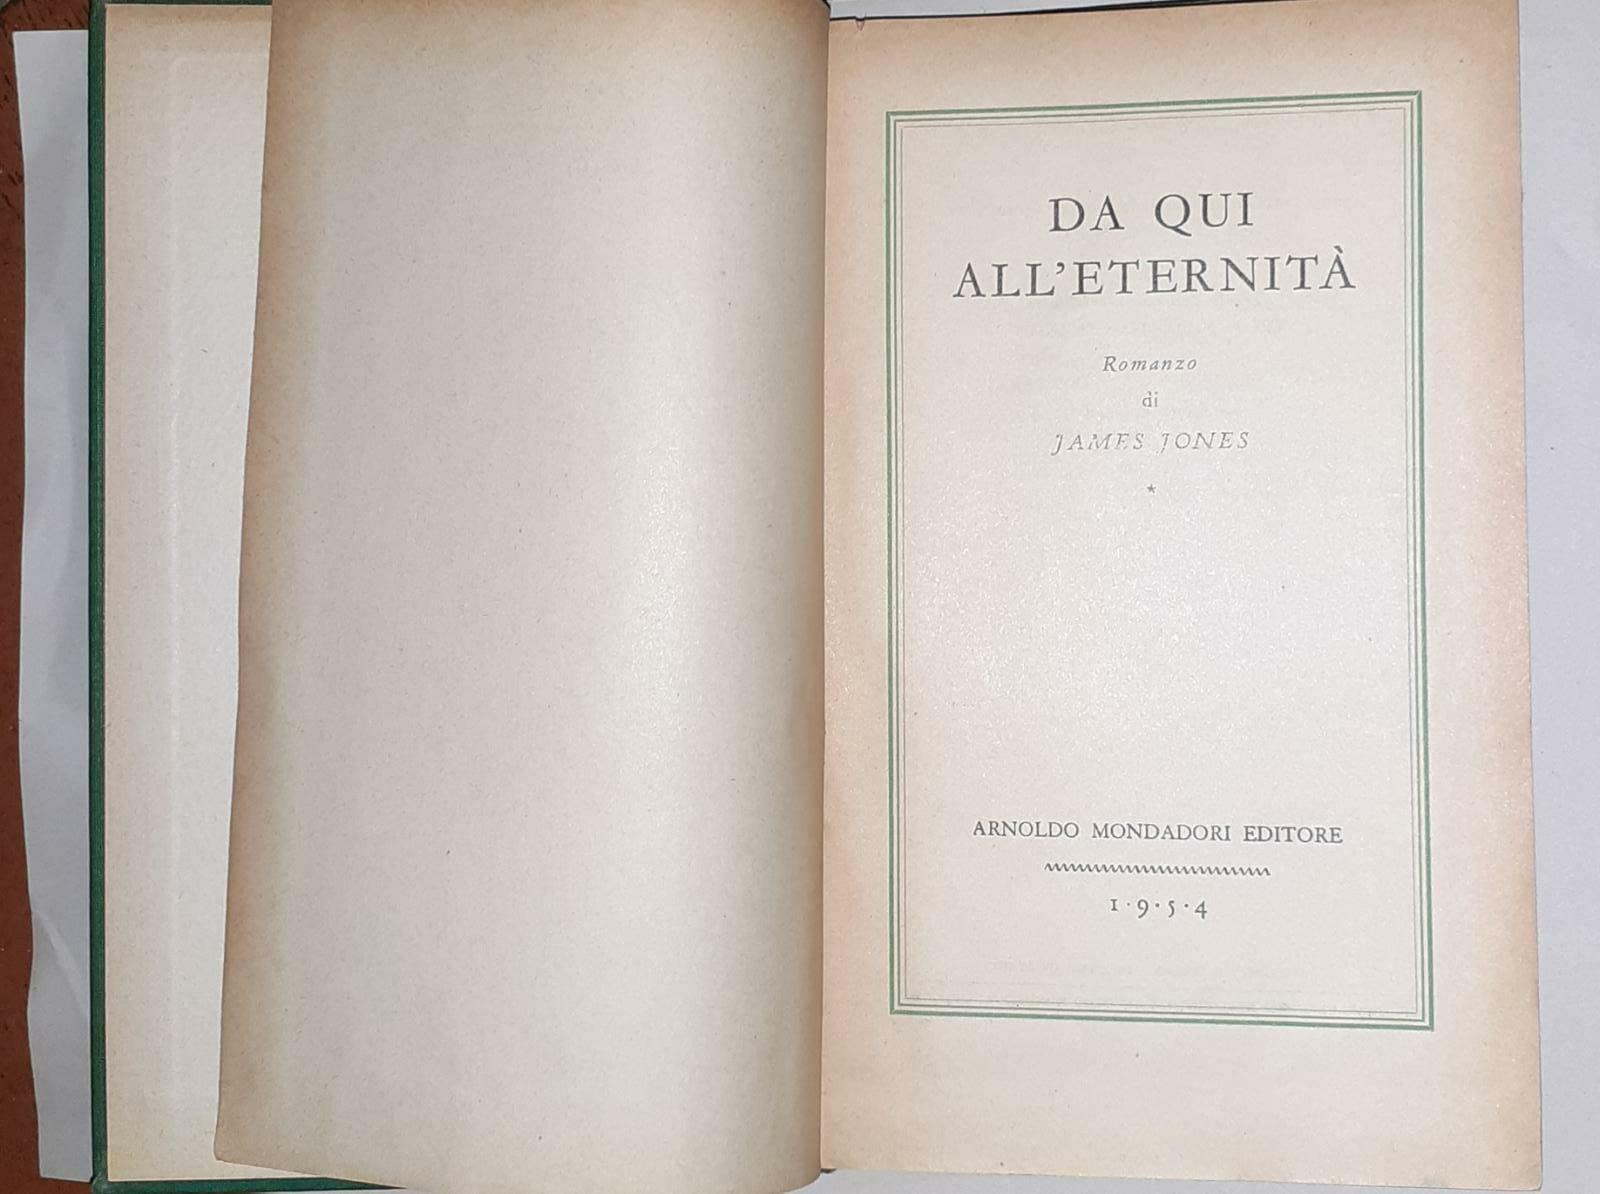 DA QUI
ALL'ETERNITÀ
Romanzo
di
JAMES JONES
*
ARNOLDO MONDADORI EDITORE
1·9·5·4